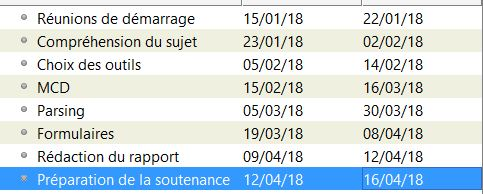 Réunions de démarrage 15/01/18 22/01/18
Compréhension du sujet 23/01/18 02/02/18
Choix des outils 05/02/18 14/02/18
MCD 15/02/18 16/03/18
Parsing 05/03/18 30/03/18
Formulaires 19/03/18 08/04/18
Rédaction du rapport 09/04/18 12/04/18
Préparation de la soutenance 12/04/18 16/04/18